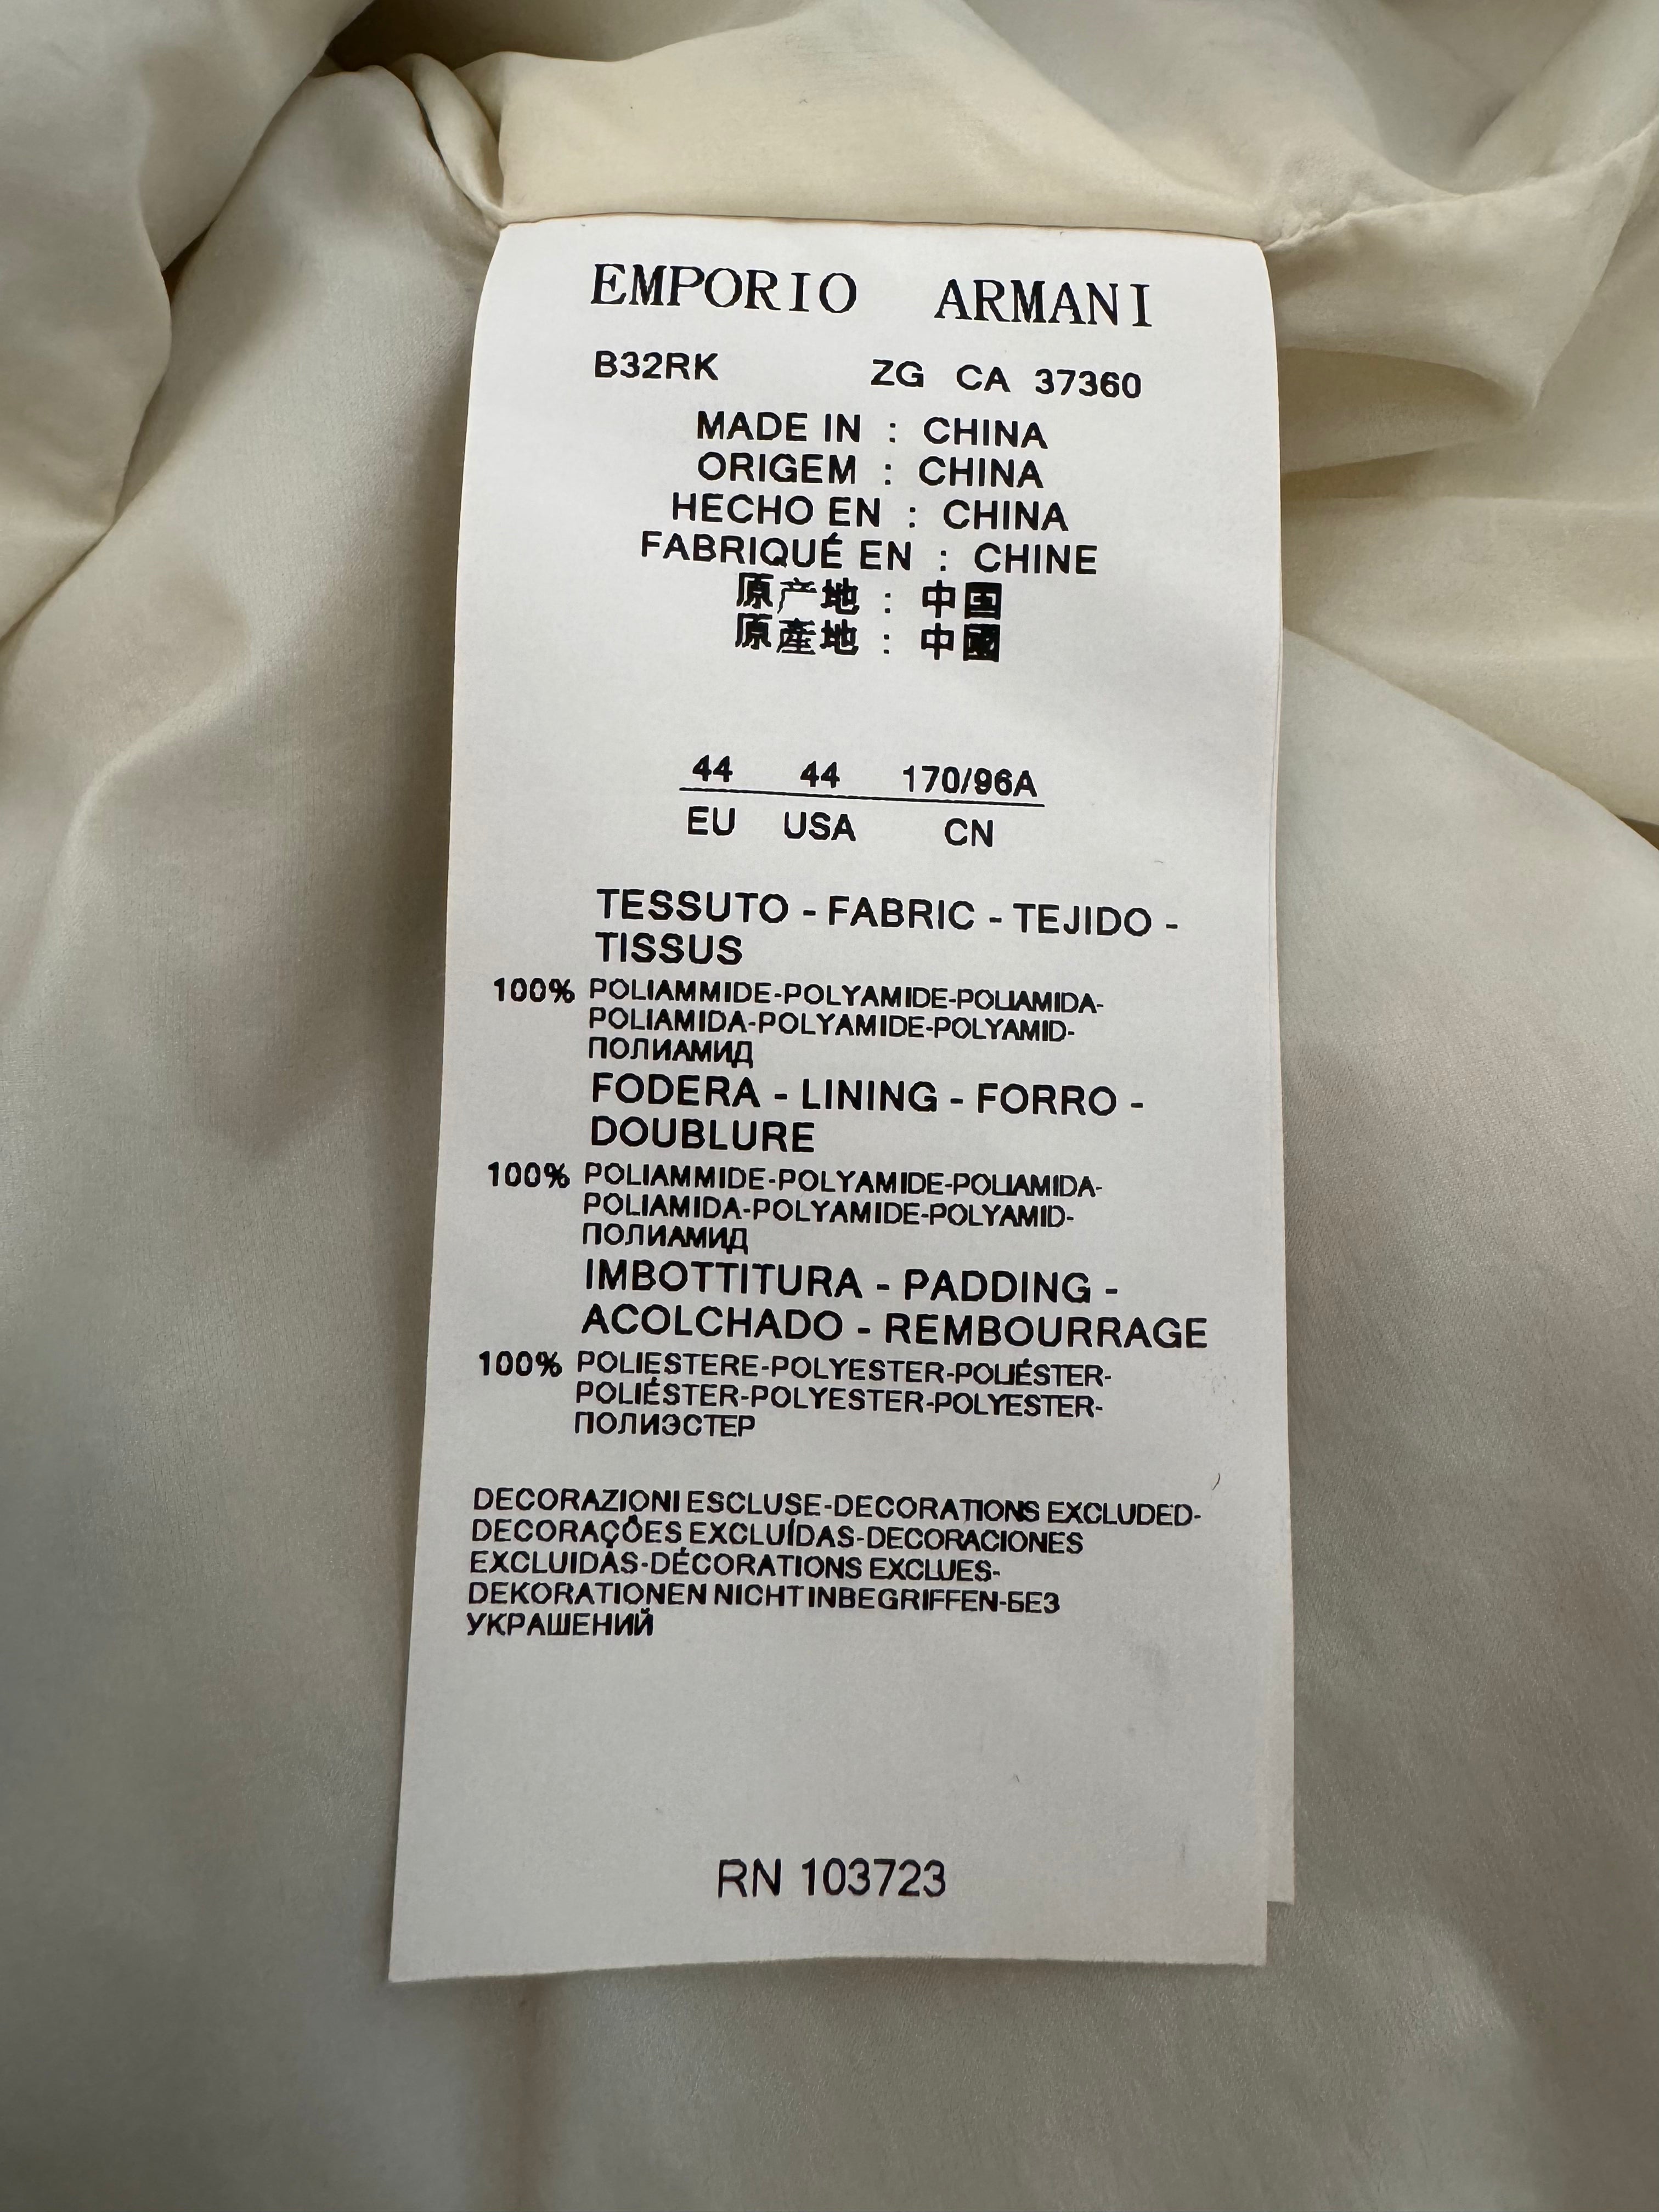 EMPORIO ARMANI
B32RK ZG CA 37360
MADE IN : CHINA
ORIGEM : CHINA
HECHO EN : CHINA
FABRIQUÉ EN : CHINE
原产地 : 中国
原產地 : 中國
44 44 170/96A
EU USA CN
TESSUTO - FABRIC - TEJIDO -
TISSUS
100% POLIAMMIDE-POLYAMIDE-POLIAMIDA-
POLIAMIDA-POLYAMIDE-POLYAMID-
ПОЛИАМИД
FODERA - LINING - FORRO -
DOUBLURE
100% POLIAMMIDE-POLYAMIDE-POLIAMIDA-
POLIAMIDA-POLYAMIDE-POLYAMID-
ПОЛИАМИД
IMBOTTITURA - PADDING -
ACOLCHADO - REMBOURRAGE
100% POLIESTERE-POLYESTER-POLIÉSTER-
POLIÉSTER-POLYESTER-POLYESTER-
ПОЛИЭСТЕР
DECORAZIONI ESCLUSE-DECORATIONS EXCLUDED-
DECORAÇÕES EXCLUÍDAS-DECORACIONES
EXCLUIDAS-DÉCORATIONS EXCLUES-
DEKORATIONEN NICHT INBEGRIFFEN-БЕЗ
УКРАШЕНИЙ
RN 103723